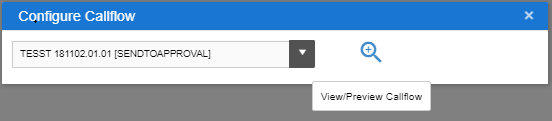 Configure Callflow ×
TESST 181102.01.01 [SENDTOAPPROVAL]
View/Preview Callflow